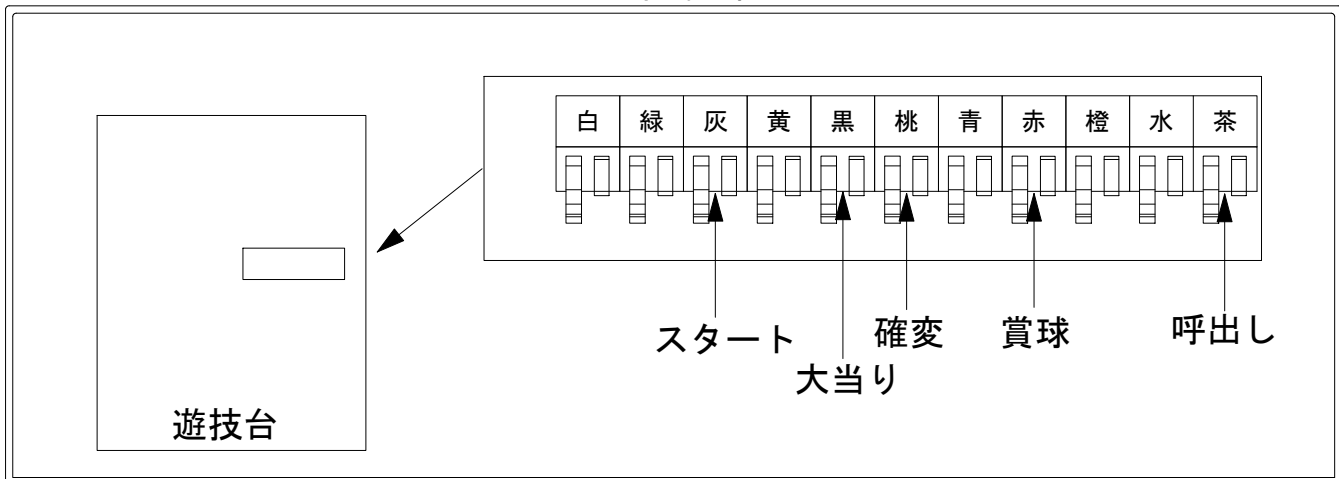 白 緑 灰 黄 黒 桃 青 赤 橙 水 茶
スタート
大当り
確変
賞球
呼出し
遊技台